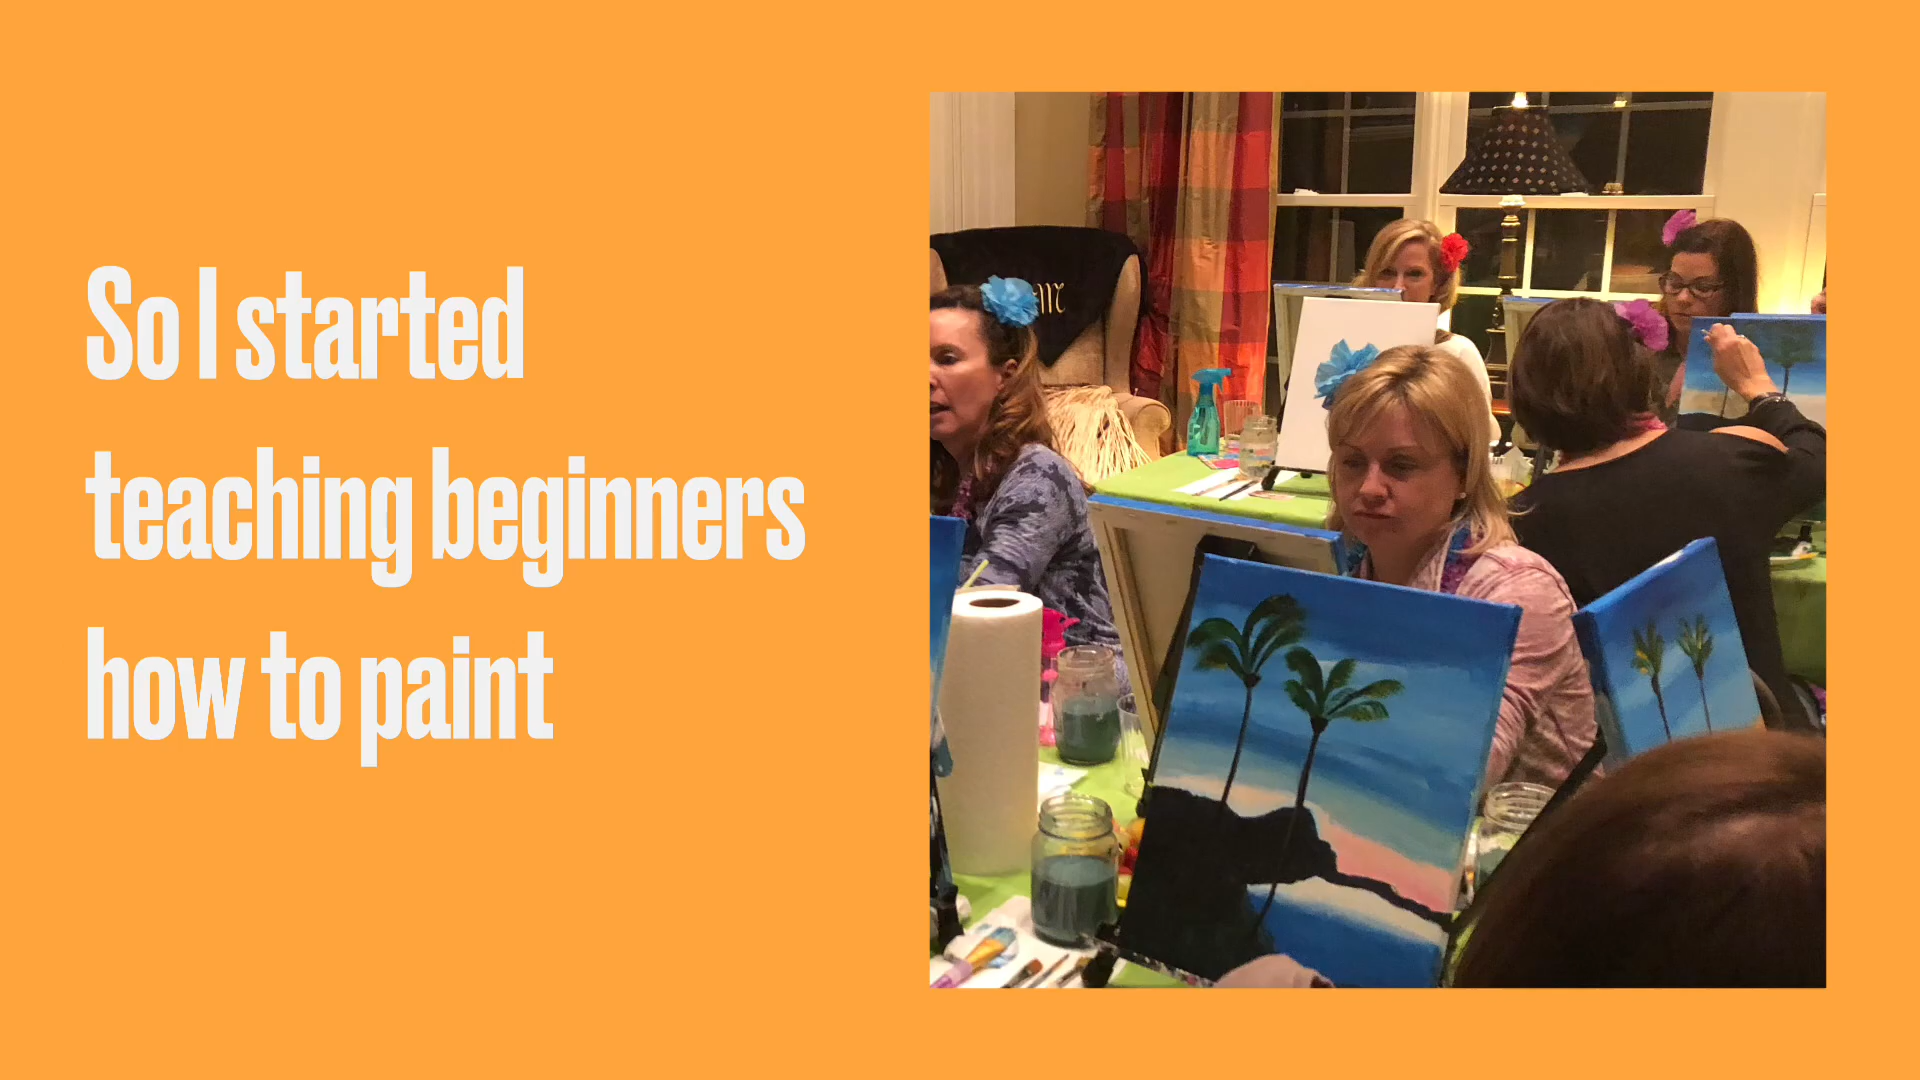 So I started
teaching beginners
how to paint